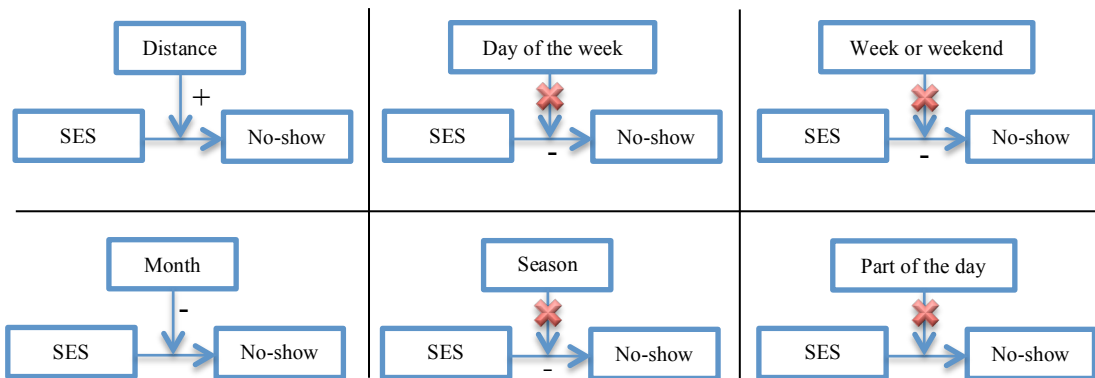 Distance
+
SES
No-show
Day of the week
SES
-
No-show
Week or weekend
SES
-
No-show
Month
-
SES
No-show
Season
SES
-
No-show
Part of the day
SES
No-show